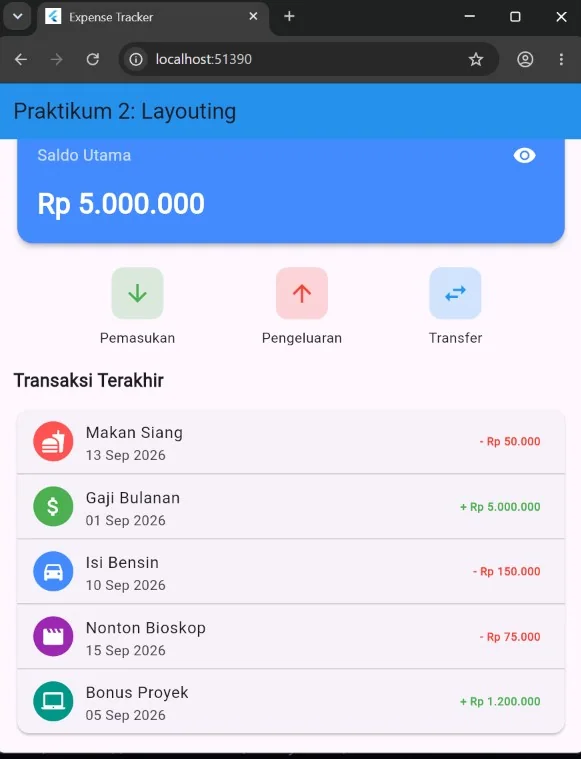 Expense Tracker
localhost:51390
Praktikum 2: Layouting
Saldo Utama
Rp 5.000.000
Pemasukan
Pengeluaran
Transfer
Transaksi Terakhir
Makan Siang
13 Sep 2026
- Rp 50.000
Gaji Bulanan
01 Sep 2026
+ Rp 5.000.000
Isi Bensin
10 Sep 2026
- Rp 150.000
Nonton Bioskop
15 Sep 2026
- Rp 75.000
Bonus Proyek
05 Sep 2026
+ Rp 1.200.000